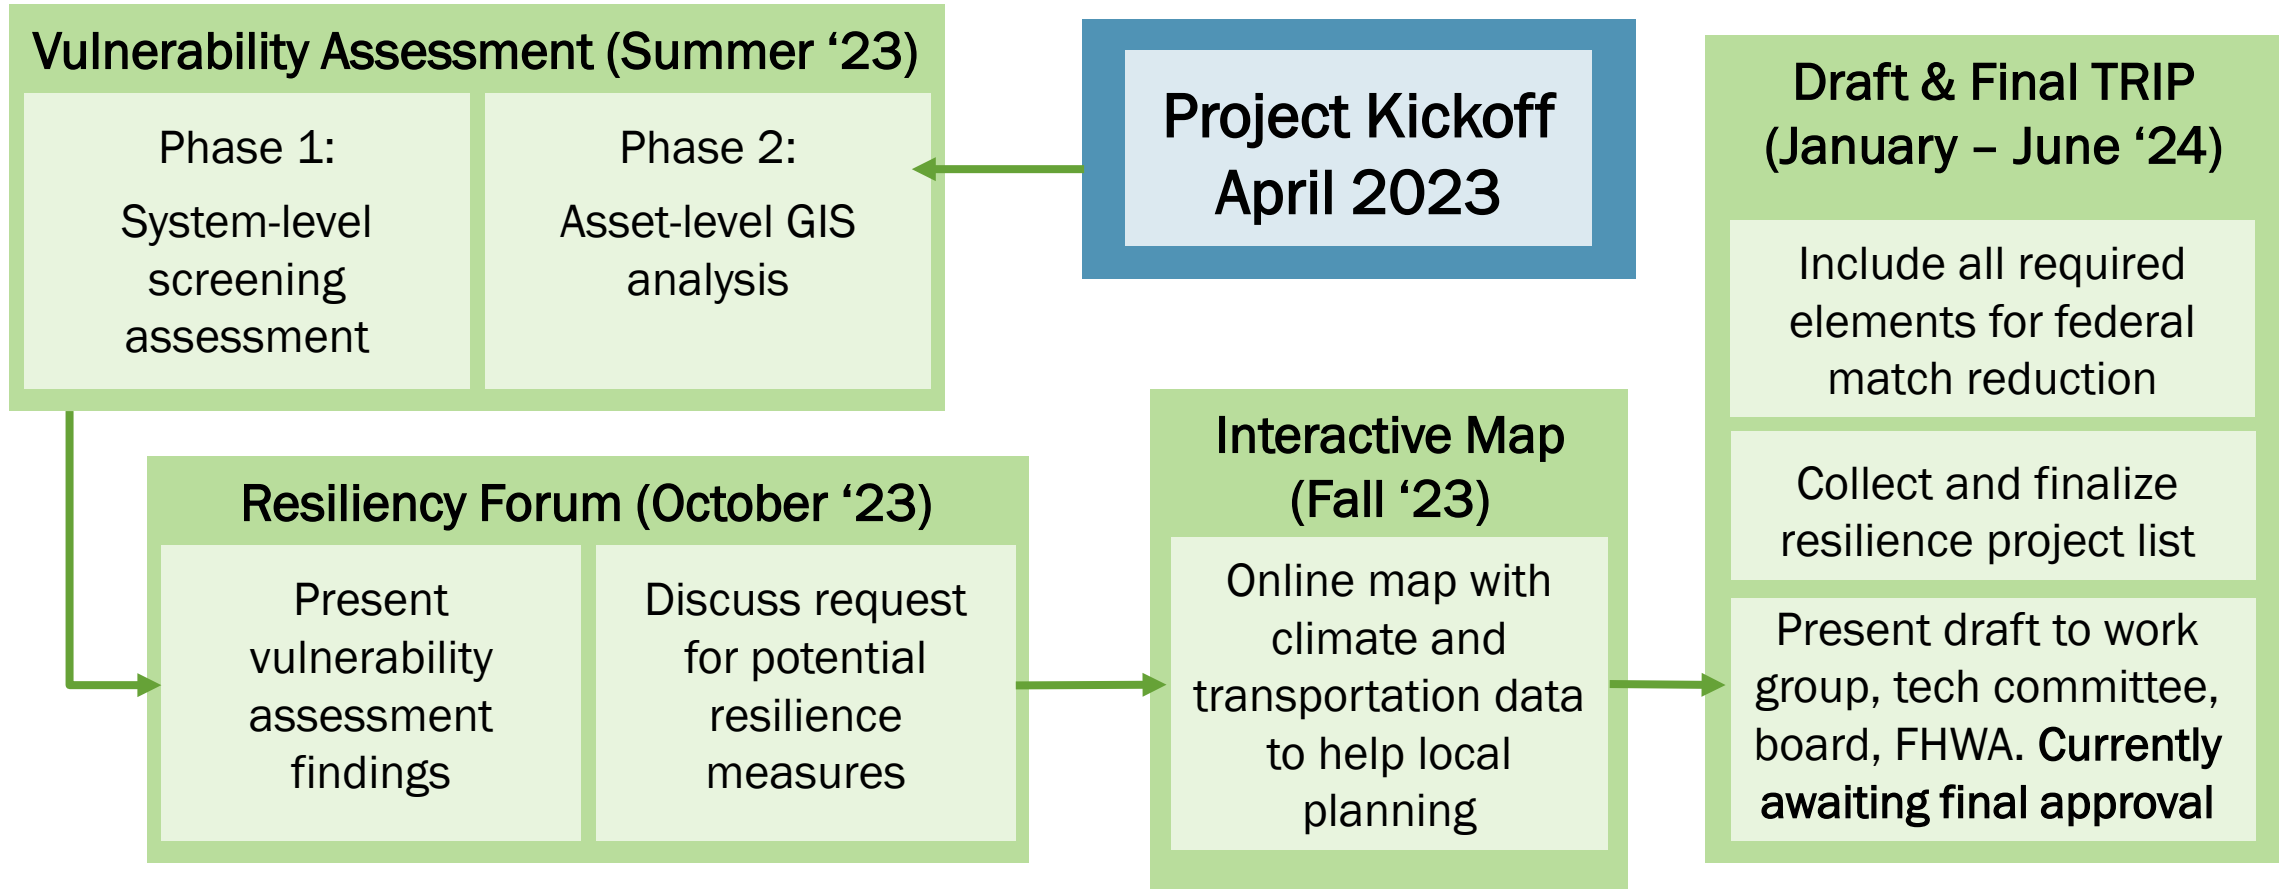 Vulnerability Assessment (Summer ‘23)
Phase 1:
System-level
screening
assessment
Phase 2:
Asset-level GIS
analysis
Project Kickoff
April 2023
Resiliency Forum (October ‘23)
Present
vulnerability
assessment
findings
Discuss request
for potential
resilience
measures
Interactive Map
(Fall ‘23)
Online map with
climate and
transportation data
to help local
planning
Draft & Final TRIP
(January – June ‘24)
Include all required
elements for federal
match reduction
Collect and finalize
resilience project list
Present draft to work
group, tech committee,
board, FHWA. Currently
awaiting final approval